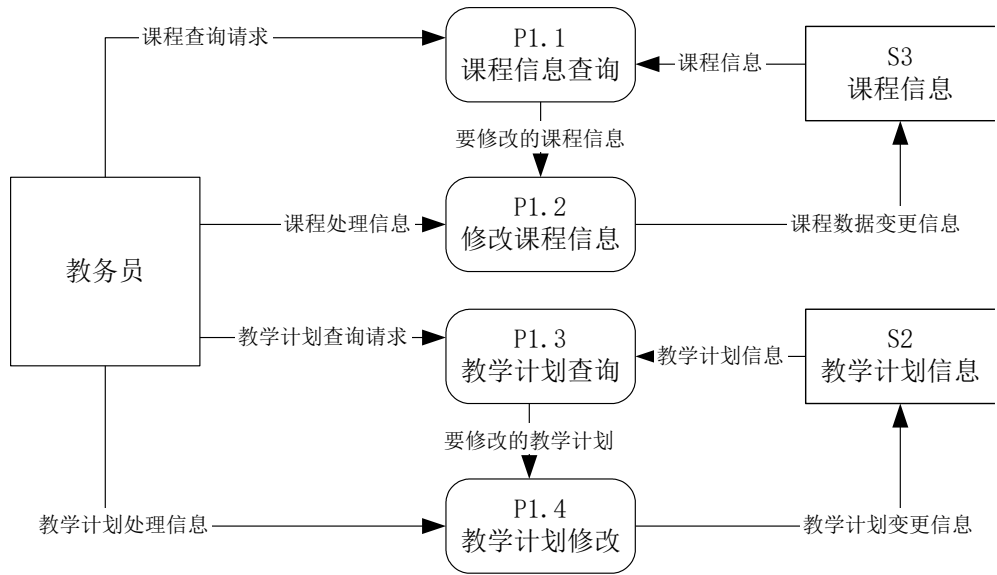 课程查询请求
P1.1
课程信息查询
课程信息
S3
课程信息
要修改的课程信息
教务员
课程处理信息
P1.2
修改课程信息
课程数据变更信息
教学计划查询请求
P1.3
教学计划查询
教学计划信息
S2
教学计划信息
要修改的教学计划
教学计划处理信息
P1.4
教学计划修改
教学计划变更信息